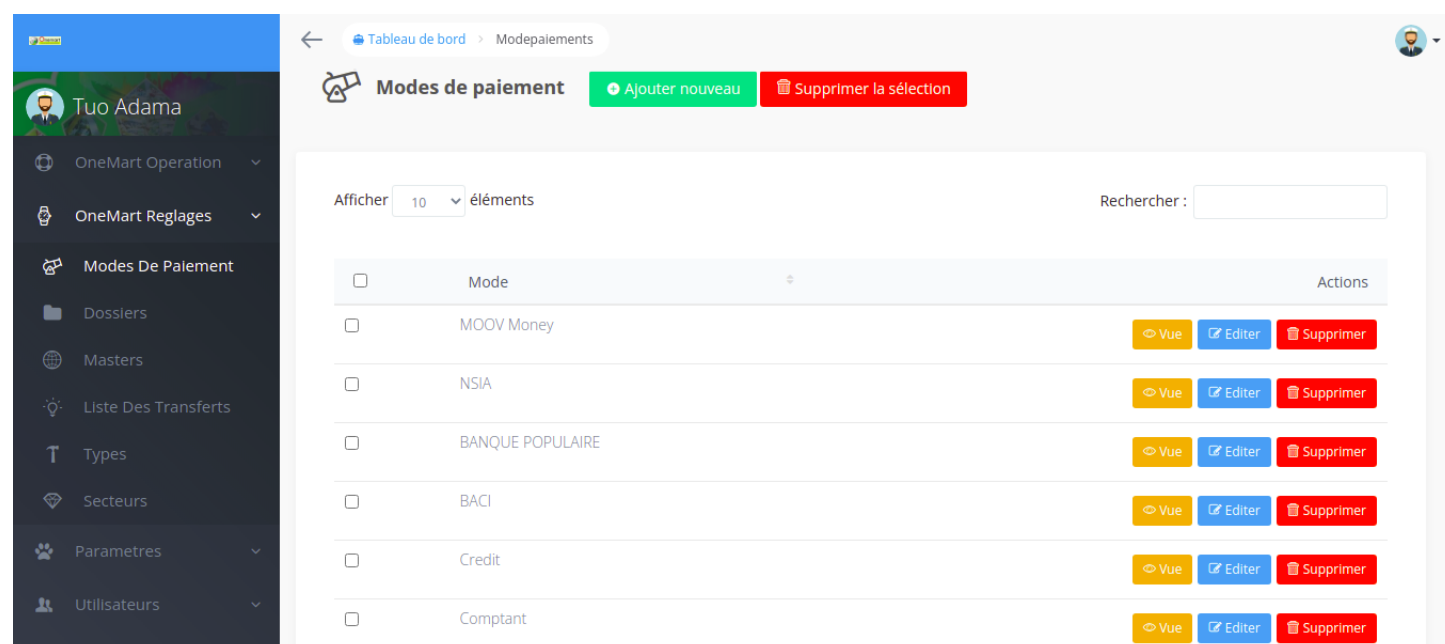 Tableau de bord > Modepaiements
Tuo Adama
Modes de paiement
Ajouter nouveau
Supprimer la sélection
OneMart Operation
OneMart Reglages
Modes De Paiement
Dossiers
Masters
Liste Des Transferts
Types
Secteurs
Parametres
Utilisateurs
Afficher 10 éléments
Rechercher :
Mode Actions
MOOV Money Vue Editer Supprimer
NSIA Vue Editer Supprimer
BANQUE POPULAIRE Vue Editer Supprimer
BACI Vue Editer Supprimer
Credit Vue Editer Supprimer
Comptant Vue Editer Supprimer